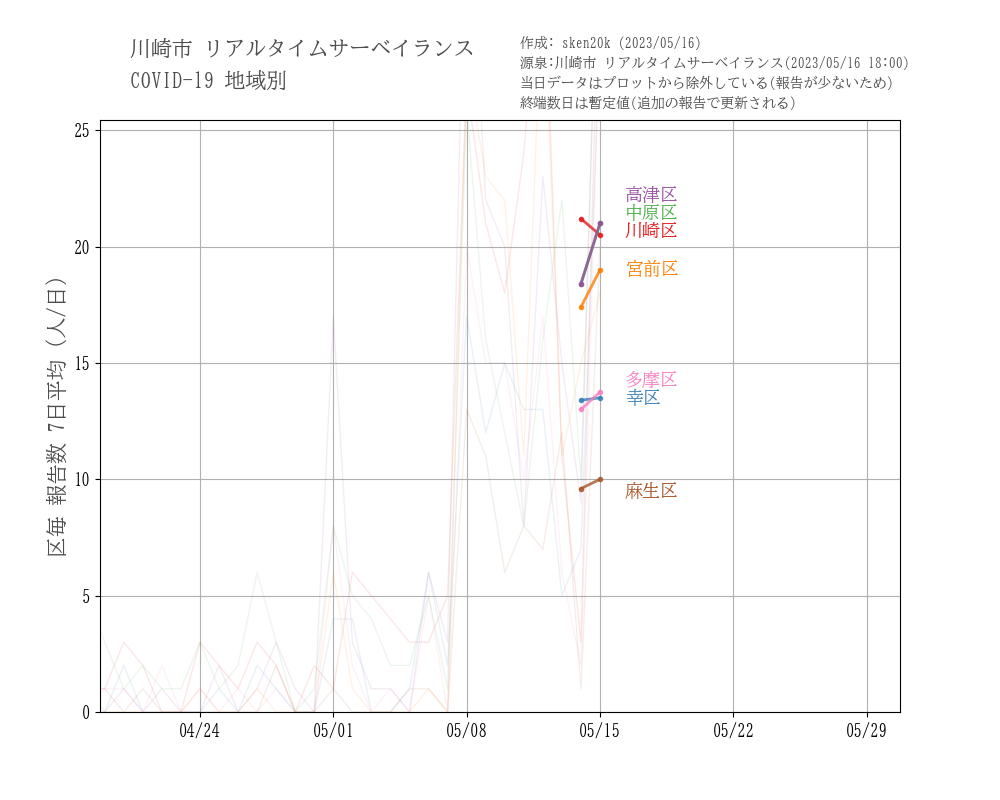 川崎市 リアルタイムサーベイランス
COVID-19 地域別
作成: sken20k (2023/05/16)
源泉:川崎市 リアルタイムサーベイランス(2023/05/16 18:00)
当日データはプロットから除外している(報告が少ないため)
終端数日は暫定値(追加の報告で更新される)
区毎 報告数 7日平均 (人/日)
25
20
15
10
5
0
高津区
中原区
川崎区
宮前区
多摩区
幸区
麻生区
04/24
05/01
05/08
05/15
05/22
05/29